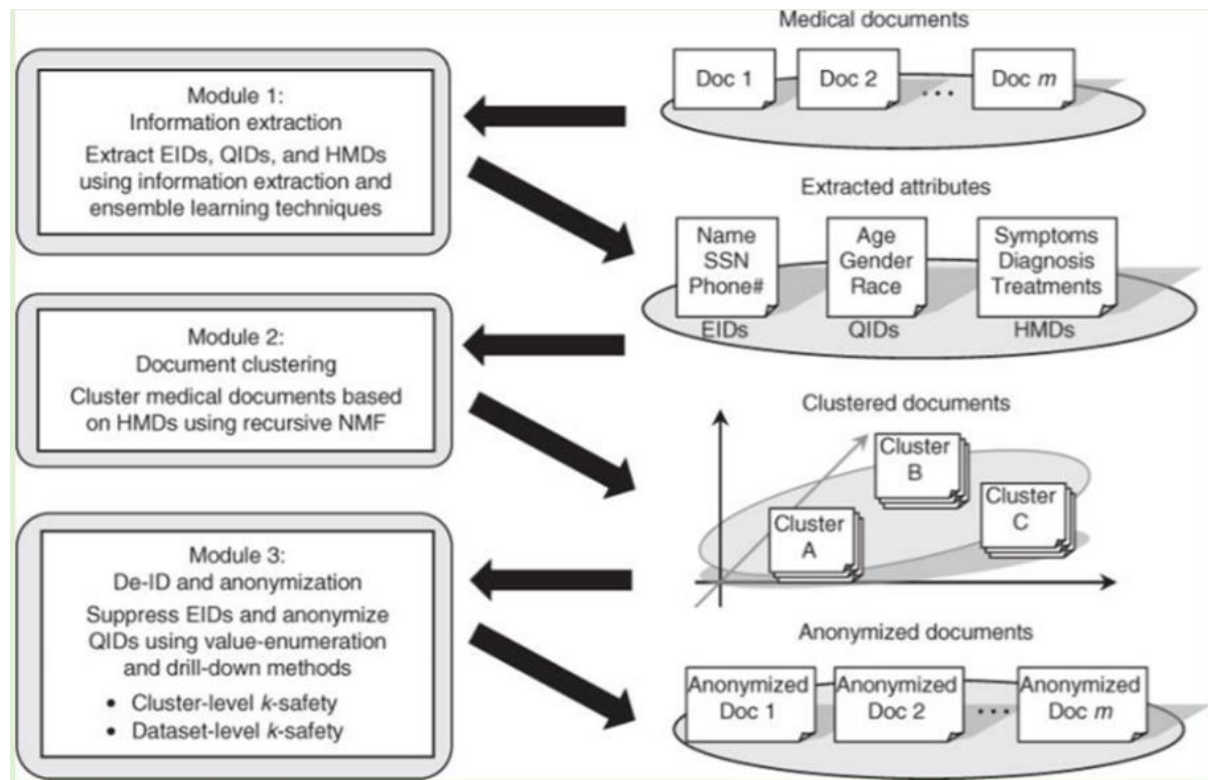 Medical documents
Doc 1
Doc 2
...
Doc m
Module 1:
Information extraction
Extract EIDs, QIDs, and HMDs
using information extraction and
ensemble learning techniques
Extracted attributes
Name
SSN
Phone#
EIDs
Age
Gender
Race
QIDs
Symptoms
Diagnosis
Treatments
HMDs
Module 2:
Document clustering
Cluster medical documents based
on HMDs using recursive NMF
Clustered documents
Cluster
A
Cluster
B
Cluster
C
Module 3:
De-ID and anonymization
Suppress EIDs and anonymize
QIDs using value-enumeration
and drill-down methods
• Cluster-level k-safety
• Dataset-level k-safety
Anonymized documents
Anonymized
Doc 1
Anonymized
Doc 2
...
Anonymized
Doc m